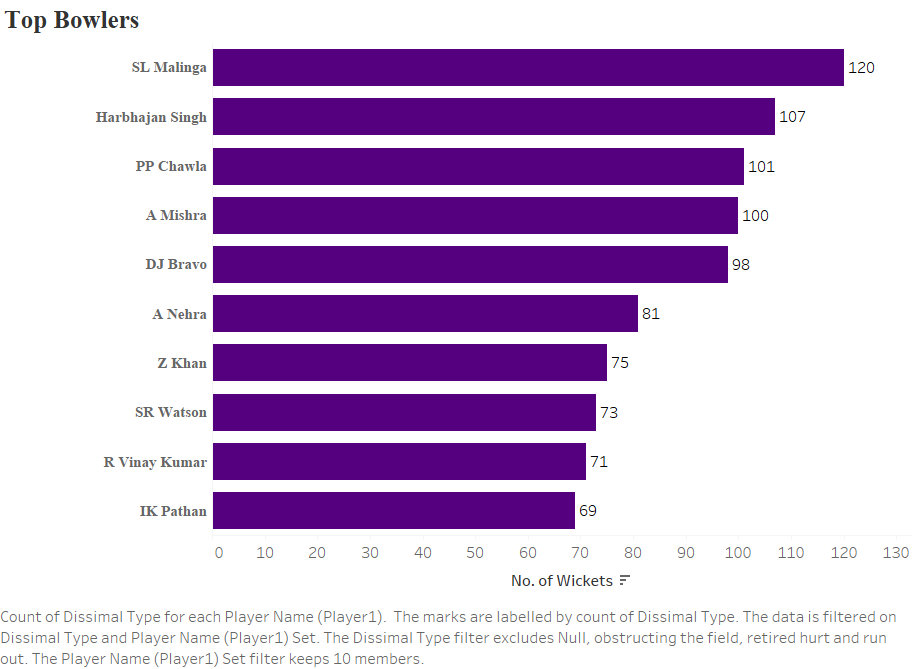 Top Bowlers
SL Malinga 120
Harbhajan Singh 107
PP Chawla 101
A Mishra 100
DJ Bravo 98
A Nehra 81
Z Khan 75
SR Watson 73
R Vinay Kumar 71
IK Pathan 69
0 10 20 30 40 50 60 70 80 90 100 110 120 130
No. of Wickets
Count of Dissimal Type for each Player Name (Player1). The marks are labelled by count of Dissimal Type. The data is filtered on
Dissimal Type and Player Name (Player1) Set. The Dissimal Type filter excludes Null, obstructing the field, retired hurt and run
out. The Player Name (Player1) Set filter keeps 10 members.